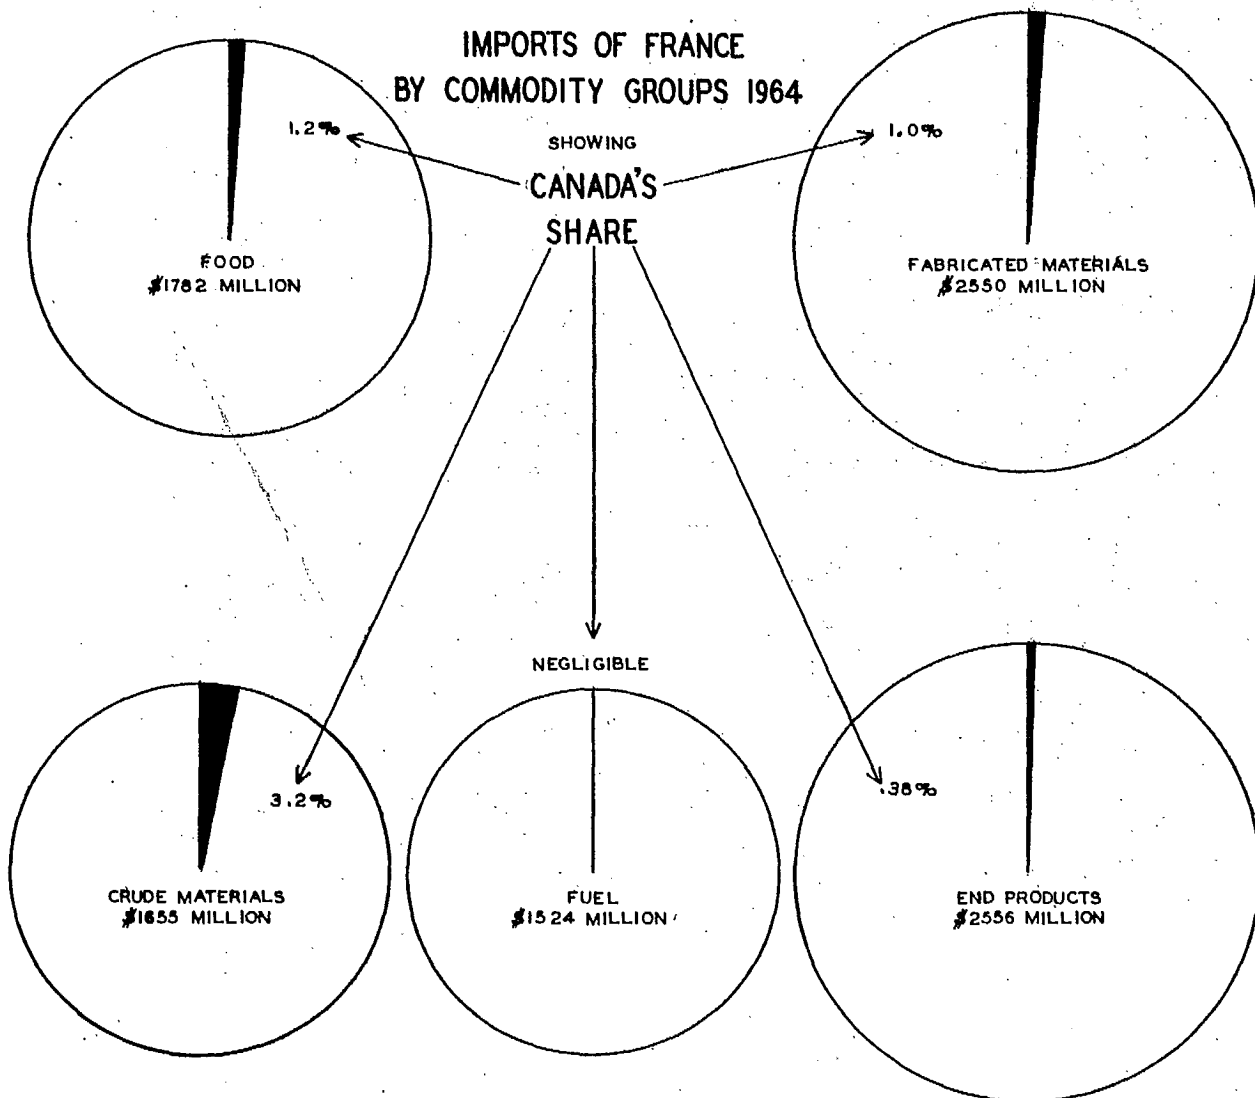 IMPORTS OF FRANCE
BY COMMODITY GROUPS 1964
SHOWING
CANADA'S
SHARE
1.2%
FOOD
$1782 MILLION
1.0%
FABRICATED MATERIALS
$2550 MILLION
3.2%
CRUDE MATERIALS
$1655 MILLION
NEGLIGIBLE
FUEL
$1524 MILLION
.38%
END PRODUCTS
$2556 MILLION